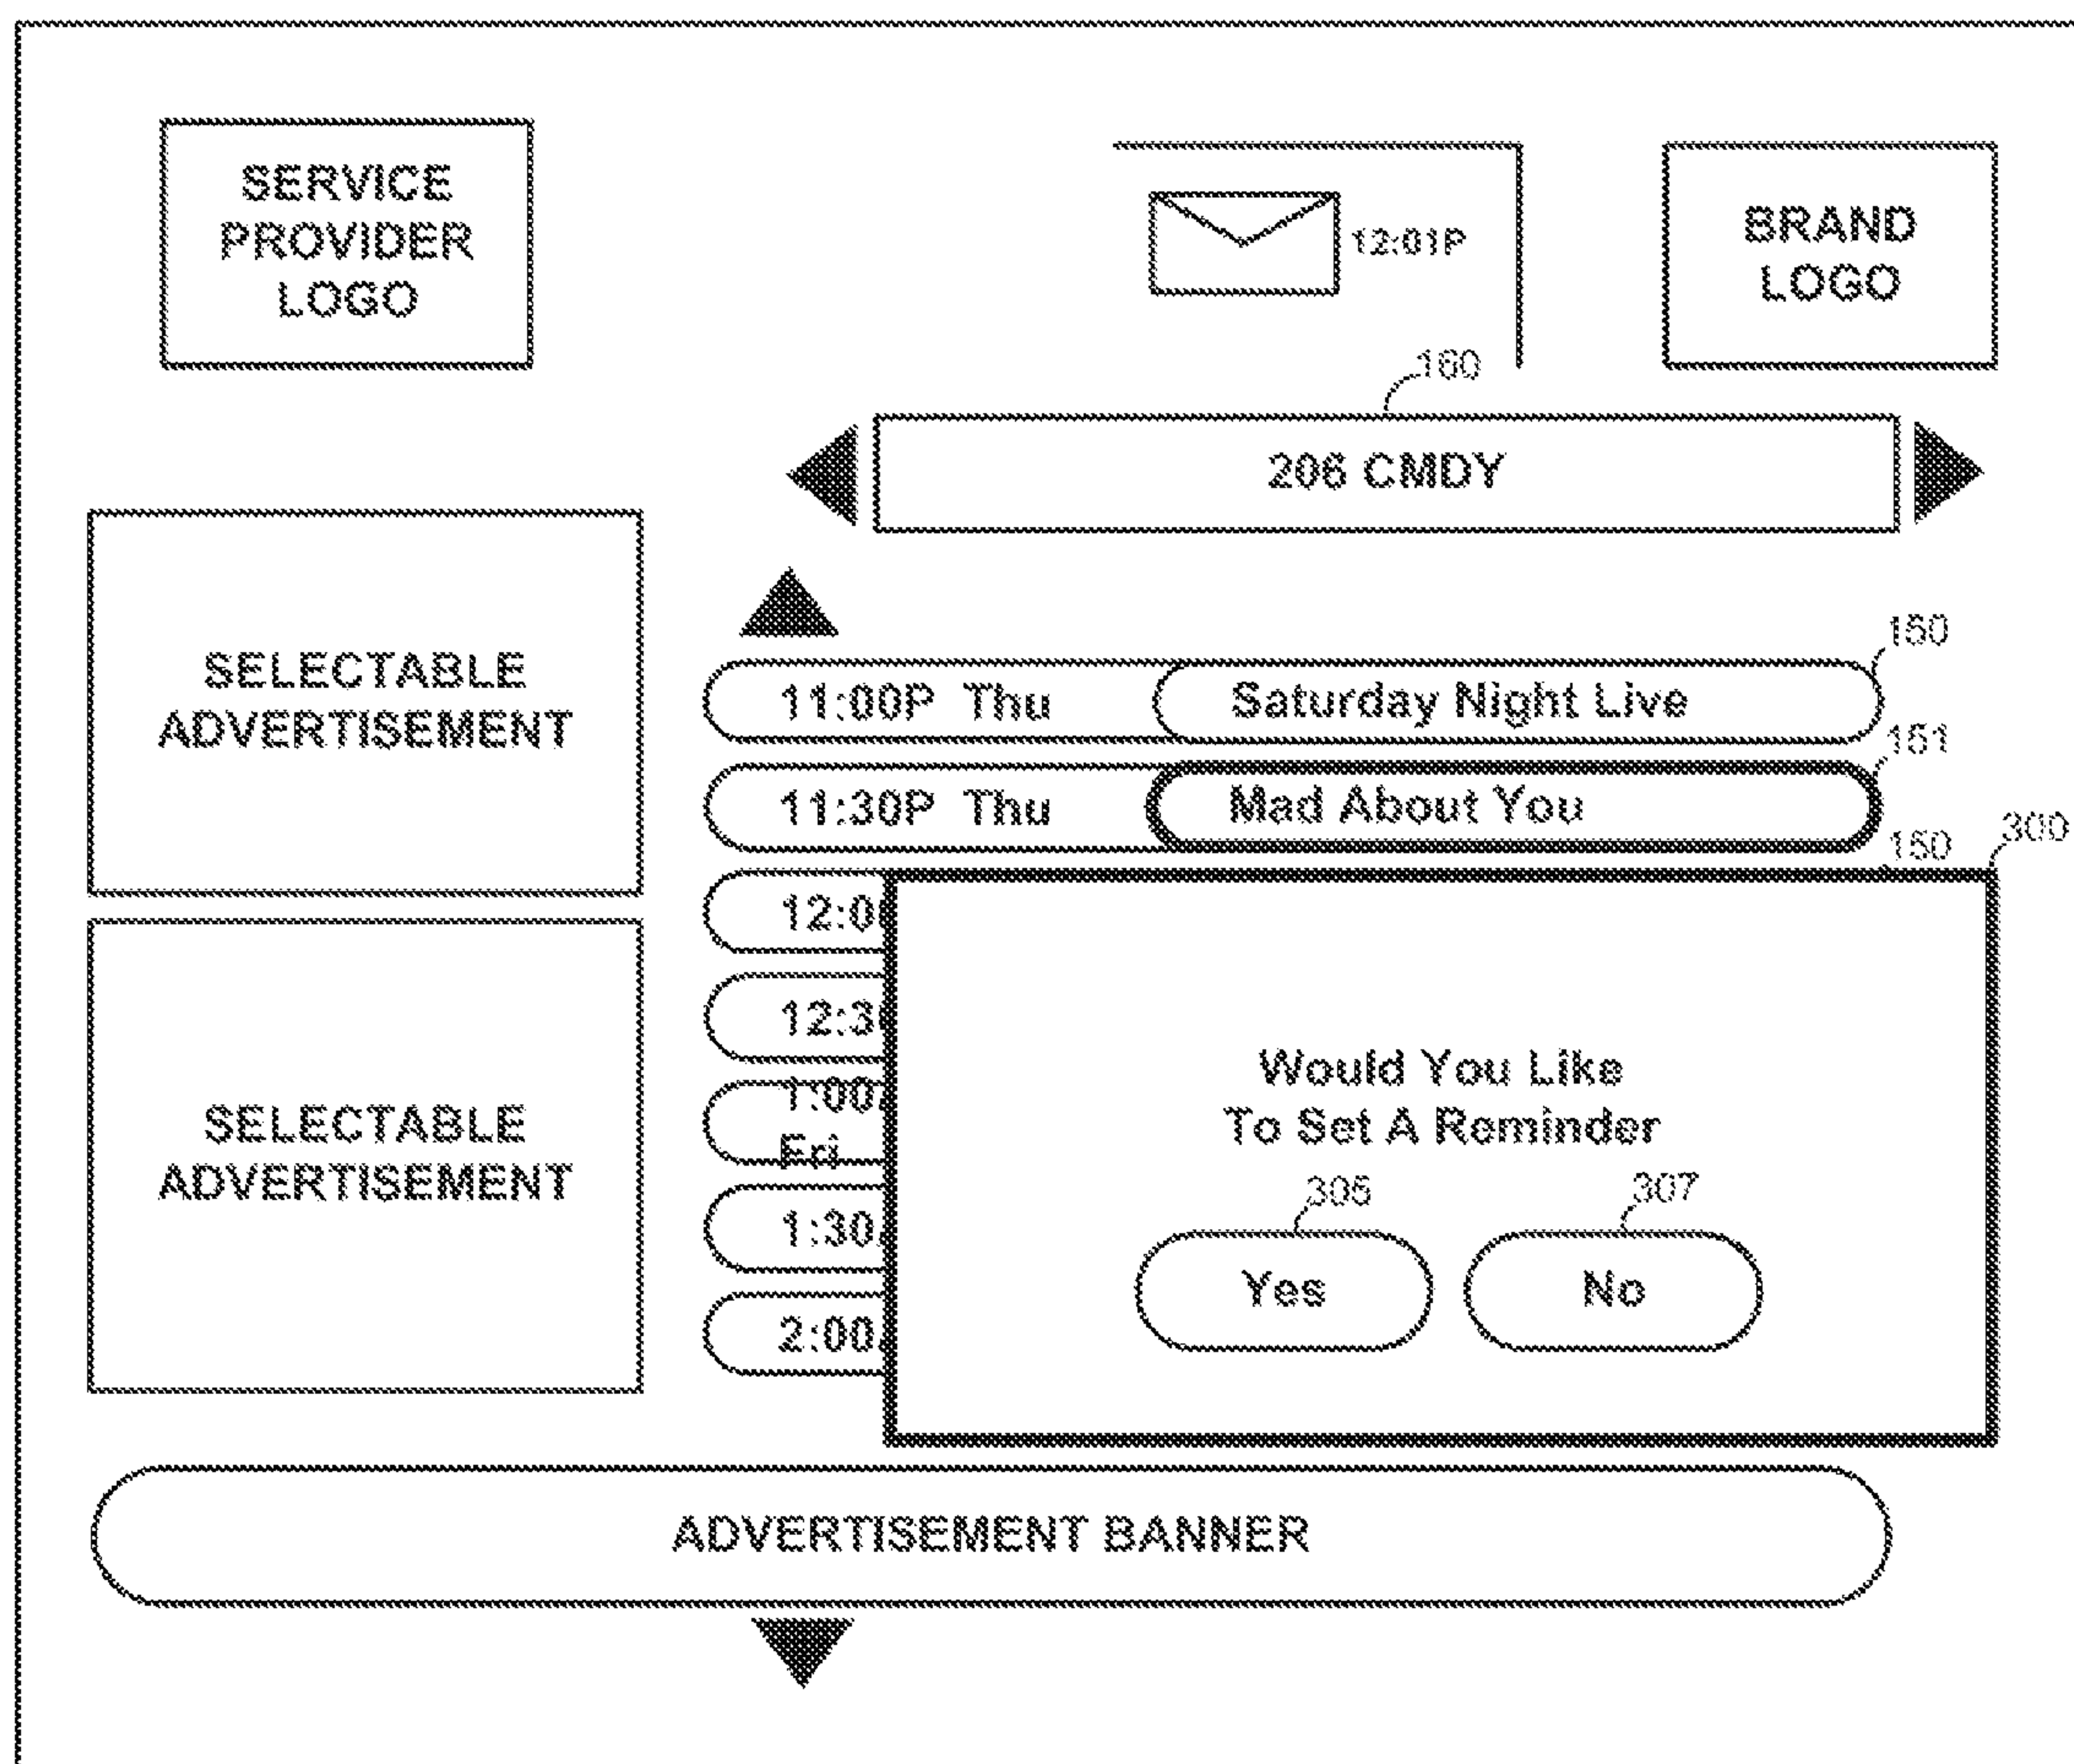 SERVICE
PROVIDER
LOGO
12:01P
BRAND
LOGO
160
206 CMDY
SELECTABLE
ADVERTISEMENT
150
11:00P Thu Saturday Night Live
151
11:30P Thu Mad About You
150
300
12:0
12:3
1:00
Fri
1:30
2:00
SELECTABLE
ADVERTISEMENT
Would You Like
To Set A Reminder
305 307
Yes No
ADVERTISEMENT BANNER